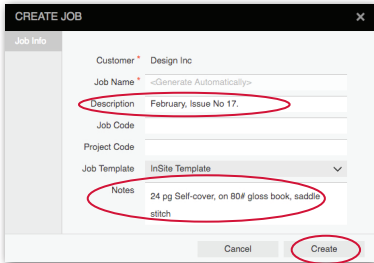 CREATE JOB ×
Job Info
Customer * Design Inc
Job Name * <Generate Automatically>
Description February, Issue No 17.
Job Code
Project Code
Job Template InSite Template
Notes 24 pg Self-cover, on 80# gloss book, saddle
stitch
Cancel Create